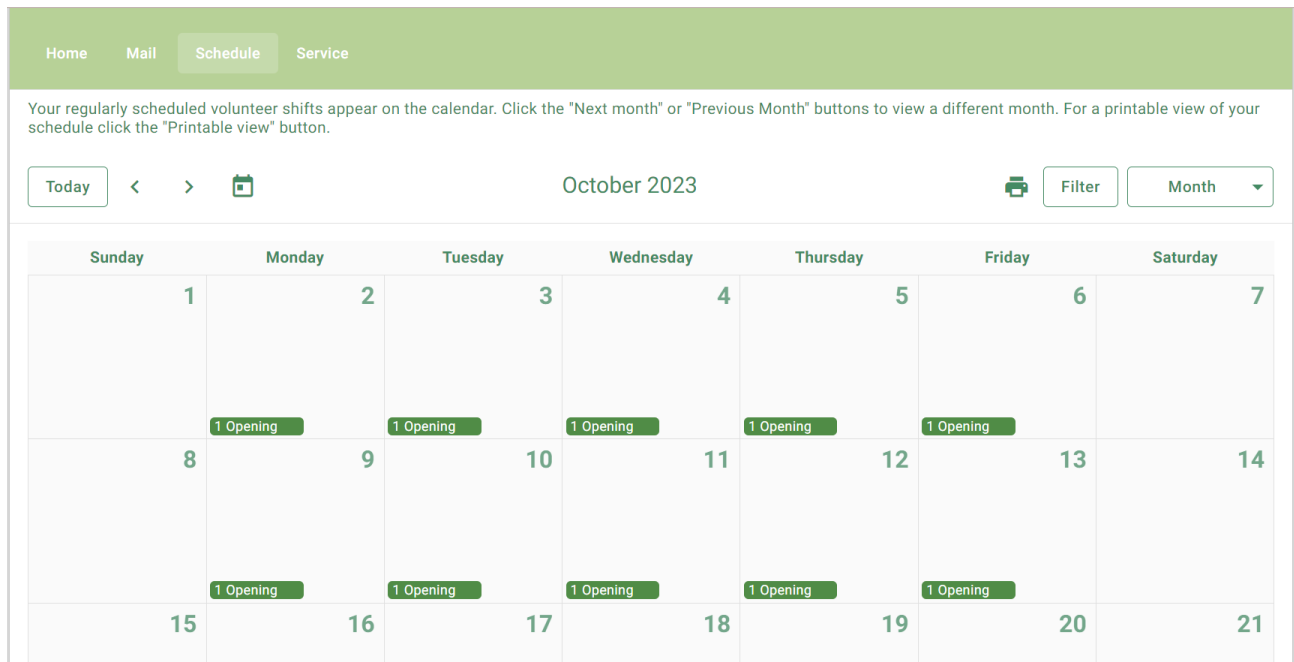 Home Mail Schedule Service
Your regularly scheduled volunteer shifts appear on the calendar. Click the "Next month" or "Previous Month" buttons to view a different month. For a printable view of your
schedule click the "Printable view" button.
Today October 2023 Filter Month
Sunday Monday Tuesday Wednesday Thursday Friday Saturday
1 2 3 4 5 6 7
1 Opening 1 Opening 1 Opening 1 Opening 1 Opening
8 9 10 11 12 13 14
1 Opening 1 Opening 1 Opening 1 Opening 1 Opening
15 16 17 18 19 20 21